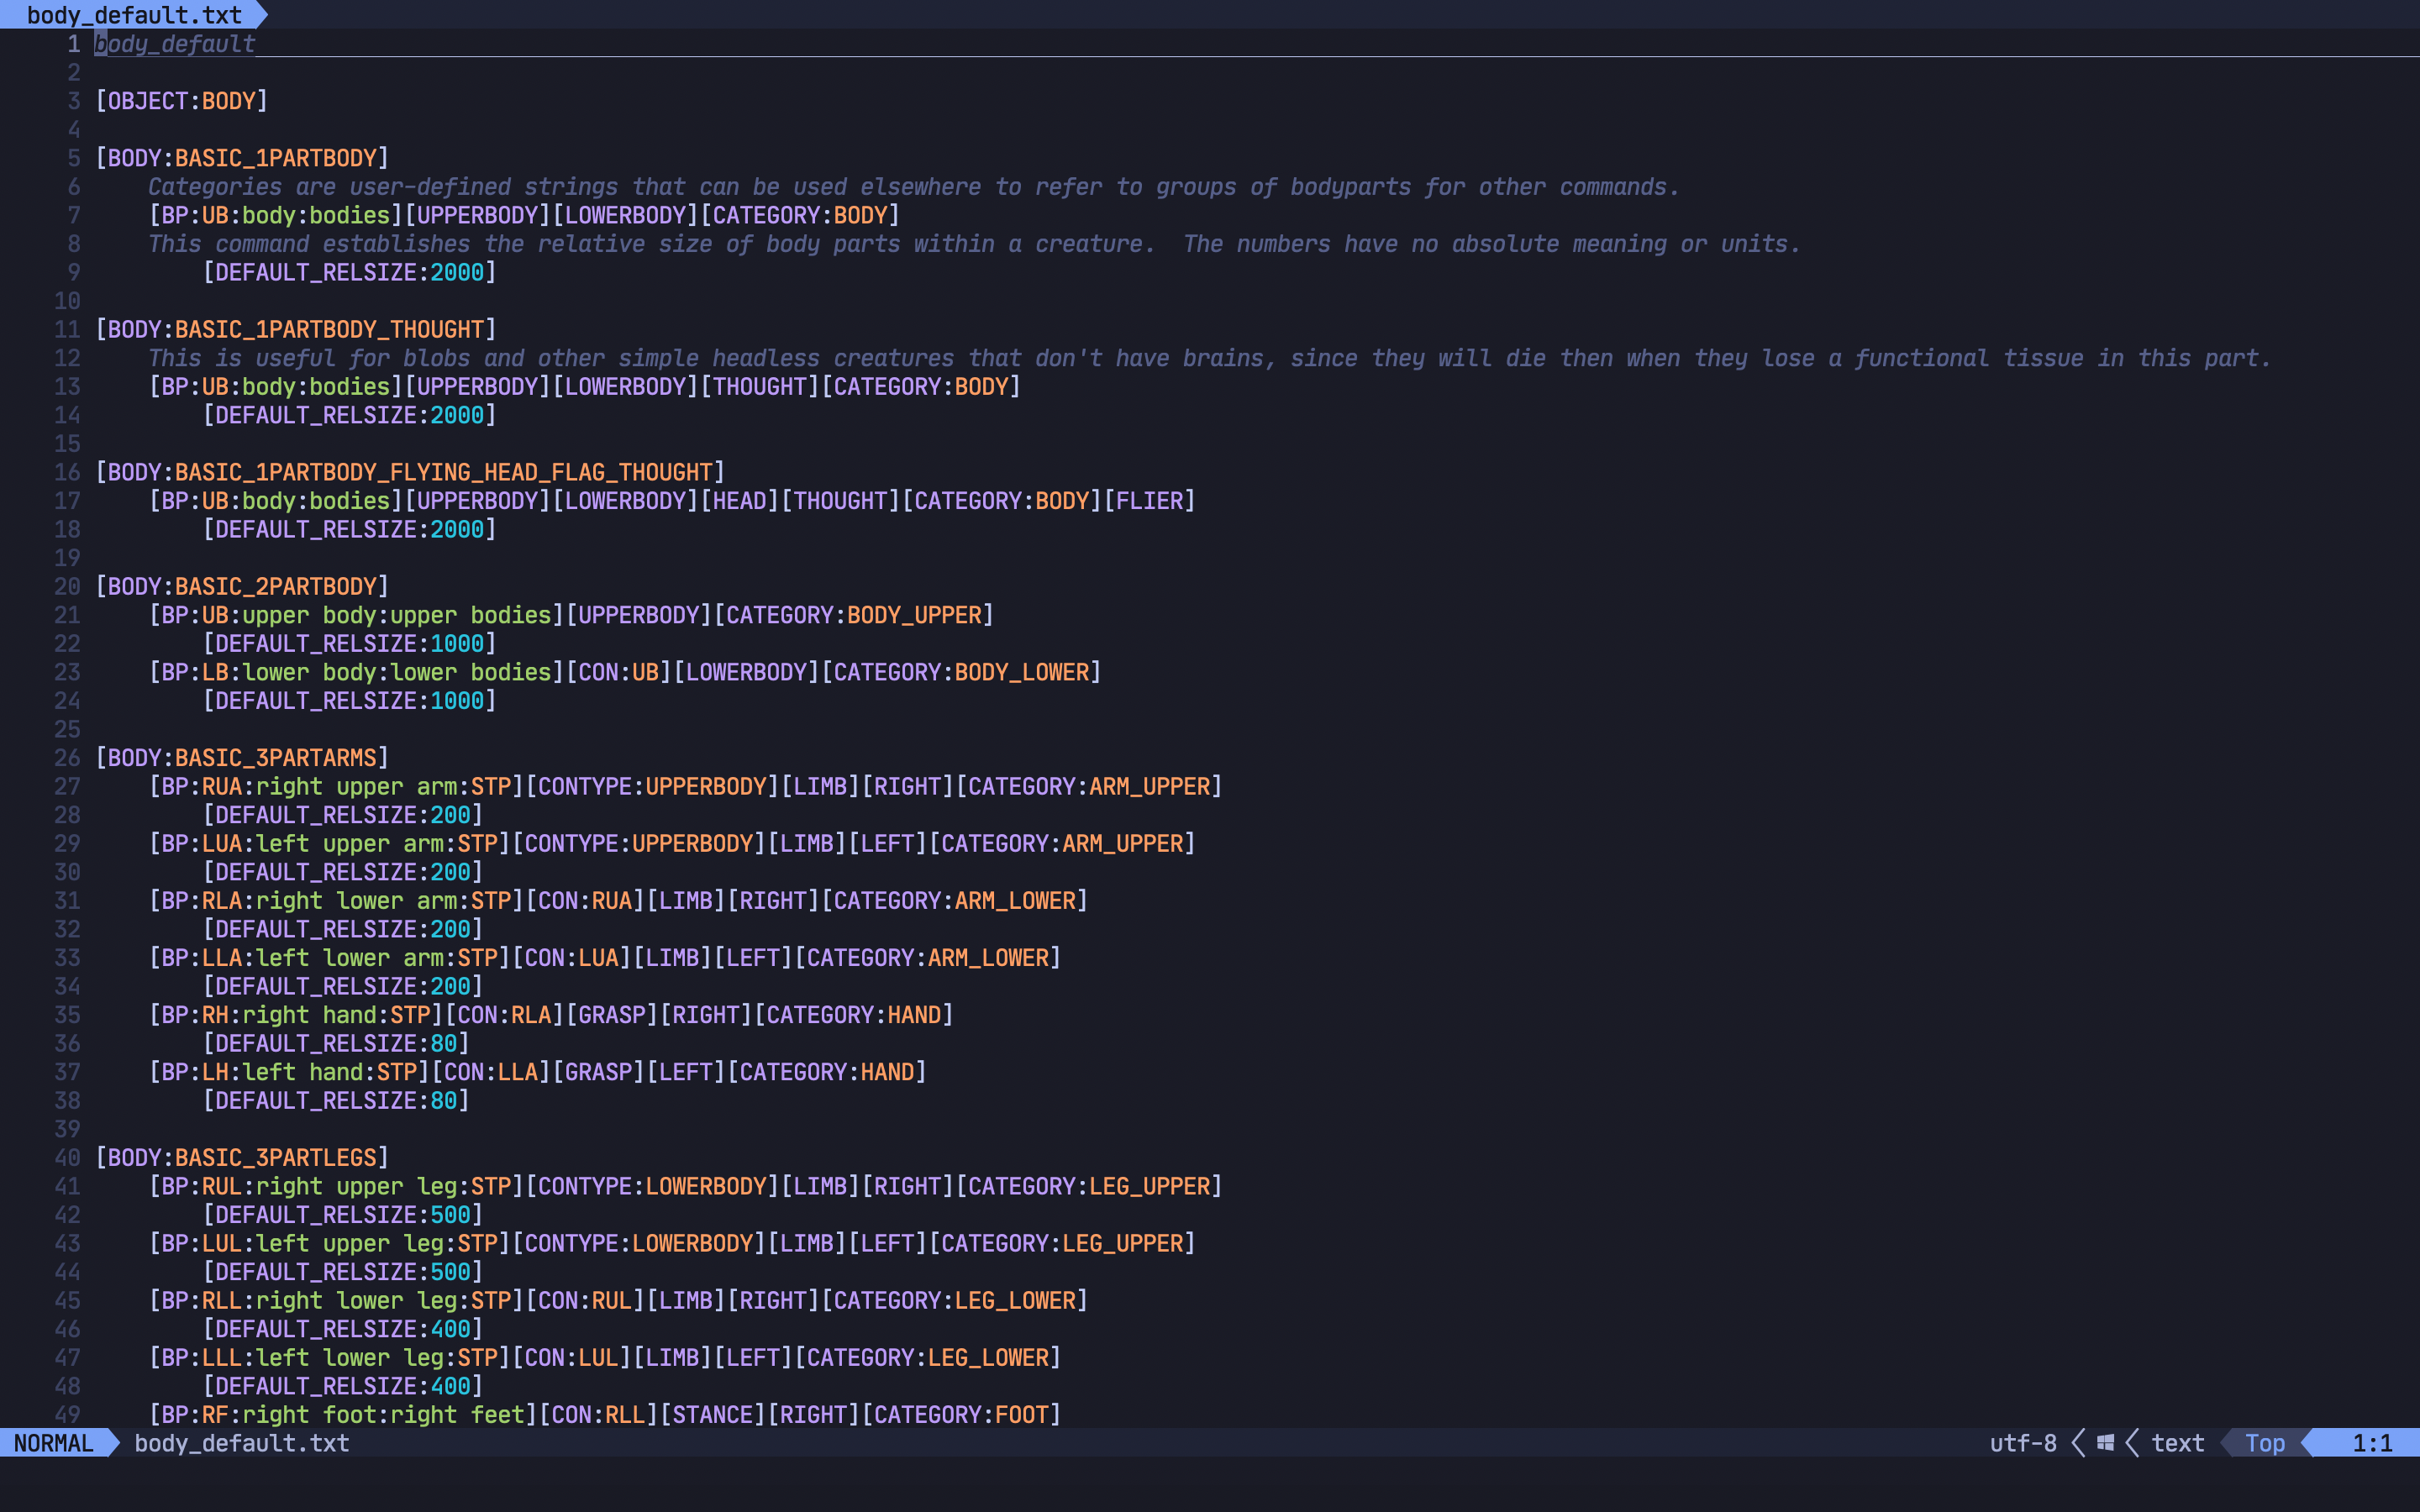 body_default.txt
1 body_default
2
3 [OBJECT:BODY]
4
5 [BODY:BASIC_1PARTBODY]
6     Categories are user-defined strings that can be used elsewhere to refer to groups of bodyparts for other commands.
7     [BP:UB:body:bodies][UPPERBODY][LOWERBODY][CATEGORY:BODY]
8     This command establishes the relative size of body parts within a creature.  The numbers have no absolute meaning or units.
9         [DEFAULT_RELSIZE:2000]
10
11 [BODY:BASIC_1PARTBODY_THOUGHT]
12     This is useful for blobs and other simple headless creatures that don't have brains, since they will die then when they lose a functional tissue in this part.
13     [BP:UB:body:bodies][UPPERBODY][LOWERBODY][THOUGHT][CATEGORY:BODY]
14         [DEFAULT_RELSIZE:2000]
15
16 [BODY:BASIC_1PARTBODY_FLYING_HEAD_FLAG_THOUGHT]
17     [BP:UB:body:bodies][UPPERBODY][LOWERBODY][HEAD][THOUGHT][CATEGORY:BODY][FLIER]
18         [DEFAULT_RELSIZE:2000]
19
20 [BODY:BASIC_2PARTBODY]
21     [BP:UB:upper body:upper bodies][UPPERBODY][CATEGORY:BODY_UPPER]
22         [DEFAULT_RELSIZE:1000]
23     [BP:LB:lower body:lower bodies][CON:UB][LOWERBODY][CATEGORY:BODY_LOWER]
24         [DEFAULT_RELSIZE:1000]
25
26 [BODY:BASIC_3PARTARMS]
27     [BP:RUA:right upper arm:STP][CONTYPE:UPPERBODY][LIMB][RIGHT][CATEGORY:ARM_UPPER]
28         [DEFAULT_RELSIZE:200]
29     [BP:LUA:left upper arm:STP][CONTYPE:UPPERBODY][LIMB][LEFT][CATEGORY:ARM_UPPER]
30         [DEFAULT_RELSIZE:200]
31     [BP:RLA:right lower arm:STP][CON:RUA][LIMB][RIGHT][CATEGORY:ARM_LOWER]
32         [DEFAULT_RELSIZE:200]
33     [BP:LLA:left lower arm:STP][CON:LUA][LIMB][LEFT][CATEGORY:ARM_LOWER]
34         [DEFAULT_RELSIZE:200]
35     [BP:RH:right hand:STP][CON:RLA][GRASP][RIGHT][CATEGORY:HAND]
36         [DEFAULT_RELSIZE:80]
37     [BP:LH:left hand:STP][CON:LLA][GRASP][LEFT][CATEGORY:HAND]
38         [DEFAULT_RELSIZE:80]
39
40 [BODY:BASIC_3PARTLEGS]
41     [BP:RUL:right upper leg:STP][CONTYPE:LOWERBODY][LIMB][RIGHT][CATEGORY:LEG_UPPER]
42         [DEFAULT_RELSIZE:500]
43     [BP:LUL:left upper leg:STP][CONTYPE:LOWERBODY][LIMB][LEFT][CATEGORY:LEG_UPPER]
44         [DEFAULT_RELSIZE:500]
45     [BP:RLL:right lower leg:STP][CON:RUL][LIMB][RIGHT][CATEGORY:LEG_LOWER]
46         [DEFAULT_RELSIZE:400]
47     [BP:LLL:left lower leg:STP][CON:LUL][LIMB][LEFT][CATEGORY:LEG_LOWER]
48         [DEFAULT_RELSIZE:400]
49     [BP:RF:right foot:right feet][CON:RLL][STANCE][RIGHT][CATEGORY:FOOT]
NORMAL body_default.txt utf-8 text Top 1:1